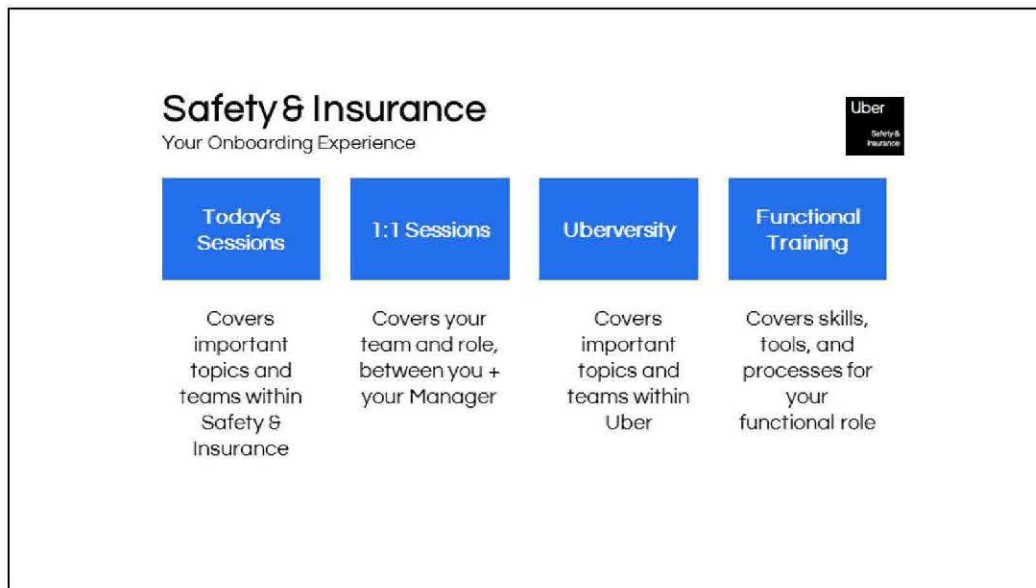 Safety & Insurance
Your Onboarding Experience
Uber
Safety &
Insurance
Today's
Sessions
Covers
important
topics and
teams within
Safety &
Insurance
1:1 Sessions
Covers your
team and role,
between you +
your Manager
Uberversity
Covers
important
topics and
teams within
Uber
Functional
Training
Covers skills,
tools, and
processes for
your
functional role